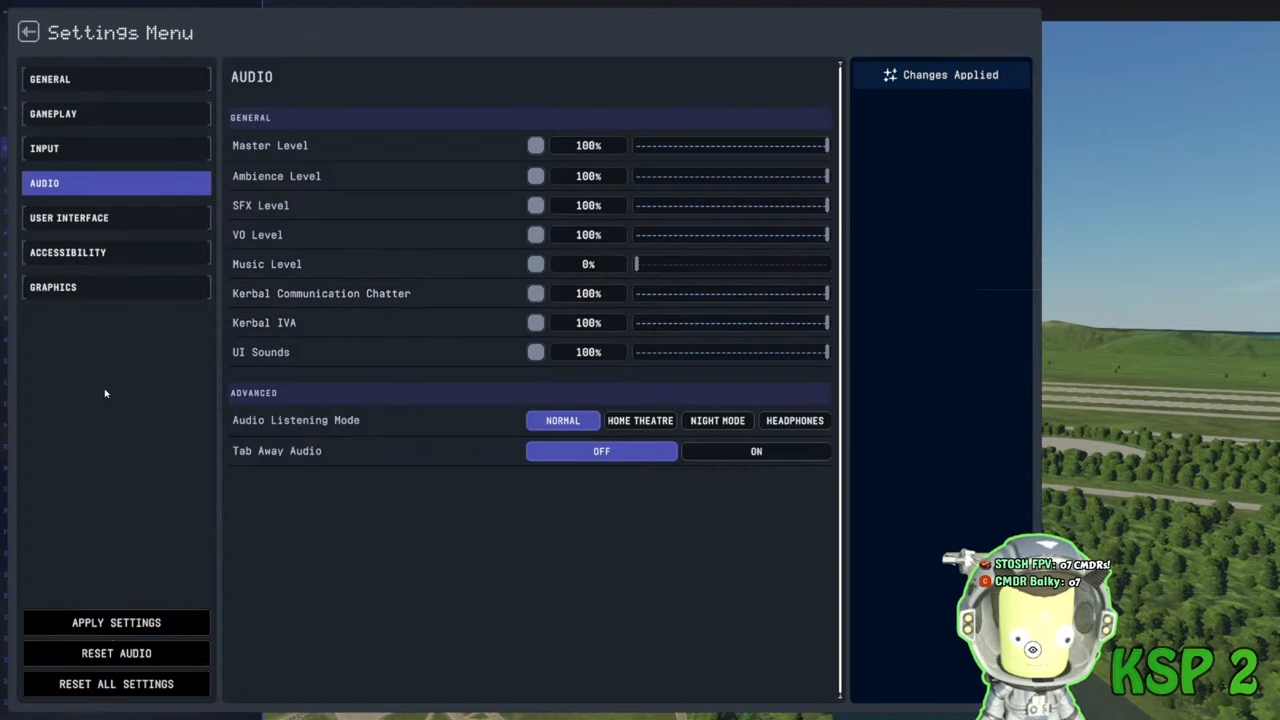 Settings Menu
GENERAL
GAMEPLAY
INPUT
AUDIO
USER INTERFACE
ACCESSIBILITY
GRAPHICS
APPLY SETTINGS
RESET AUDIO
RESET ALL SETTINGS
AUDIO
GENERAL
Master Level 100%
Ambience Level 100%
SFX Level 100%
VO Level 100%
Music Level 0%
Kerbal Communication Chatter 100%
Kerbal IVA 100%
UI Sounds 100%
ADVANCED
Audio Listening Mode NORMAL HOME THEATRE NIGHT MODE HEADPHONES
Tab Away Audio OFF ON
Changes Applied
STOSH FPV: o7 CMDRs!
CMDR Balky: o7
KSP 2